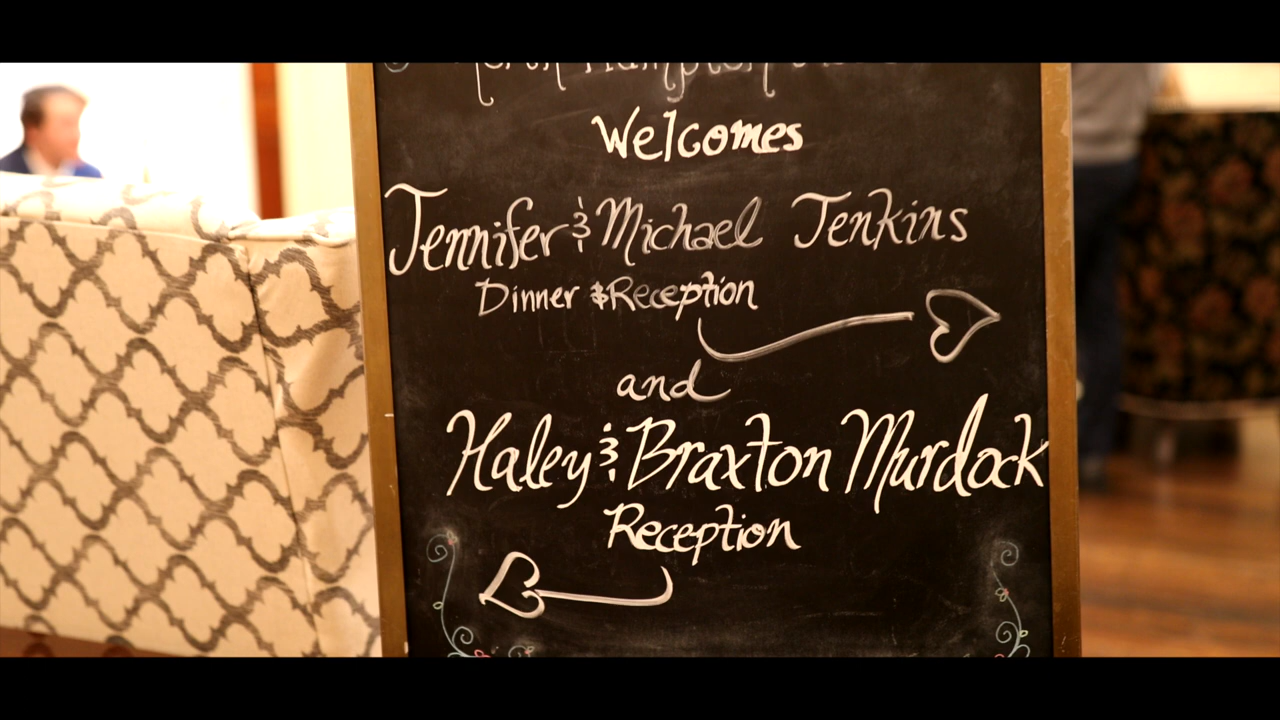 Welcomes
Jennifer & Michael Jenkins
Dinner & Reception
and
Haley & Braxton Murdock
Reception